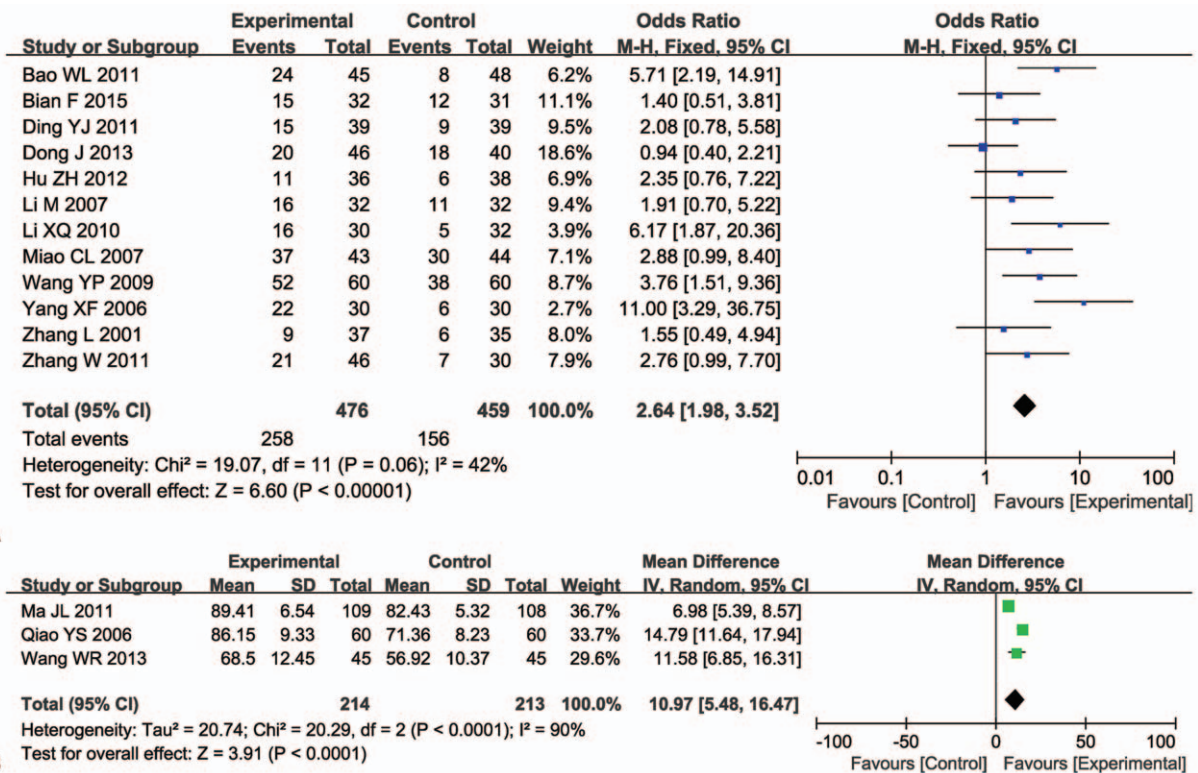 Experimental Control Odds Ratio Odds Ratio
Study or Subgroup Events Total Events Total Weight M-H, Fixed, 95% CI M-H, Fixed, 95% CI
Bao WL 2011 24 45 8 48 6.2% 5.71 [2.19, 14.91]
Bian F 2015 15 32 12 31 11.1% 1.40 [0.51, 3.81]
Ding YJ 2011 15 39 9 39 9.5% 2.08 [0.78, 5.58]
Dong J 2013 20 46 18 40 18.6% 0.94 [0.40, 2.21]
Hu ZH 2012 11 36 6 38 6.9% 2.35 [0.76, 7.22]
Li M 2007 16 32 11 32 9.4% 1.91 [0.70, 5.22]
Li XQ 2010 16 30 5 32 3.9% 6.17 [1.87, 20.36]
Miao CL 2007 37 43 30 44 7.1% 2.88 [0.99, 8.40]
Wang YP 2009 52 60 38 60 8.7% 3.76 [1.51, 9.36]
Yang XF 2006 22 30 6 30 2.7% 11.00 [3.29, 36.75]
Zhang L 2001 9 37 6 35 8.0% 1.55 [0.49, 4.94]
Zhang W 2011 21 46 7 30 7.9% 2.76 [0.99, 7.70]
Total (95% CI) 476 459 100.0% 2.64 [1.98, 3.52]
Total events 258 156
Heterogeneity: Chi² = 19.07, df = 11 (P = 0.06); I² = 42%
Test for overall effect: Z = 6.60 (P < 0.00001)
0.01 0.1 1 10 100
Favours [Control] Favours [Experimental]
Experimental Control Mean Difference Mean Difference
Study or Subgroup Mean SD Total Mean SD Total Weight IV, Random, 95% CI IV, Random, 95% CI
Ma JL 2011 89.41 6.54 109 82.43 5.32 108 36.7% 6.98 [5.39, 8.57]
Qiao YS 2006 86.15 9.33 60 71.36 8.23 60 33.7% 14.79 [11.64, 17.94]
Wang WR 2013 68.5 12.45 45 56.92 10.37 45 29.6% 11.58 [6.85, 16.31]
Total (95% CI) 214 213 100.0% 10.97 [5.48, 16.47]
Heterogeneity: Tau² = 20.74; Chi² = 20.29, df = 2 (P < 0.0001); I² = 90%
Test for overall effect: Z = 3.91 (P < 0.0001)
-100 -50 0 50 100
Favours [Control] Favours [Experimental]